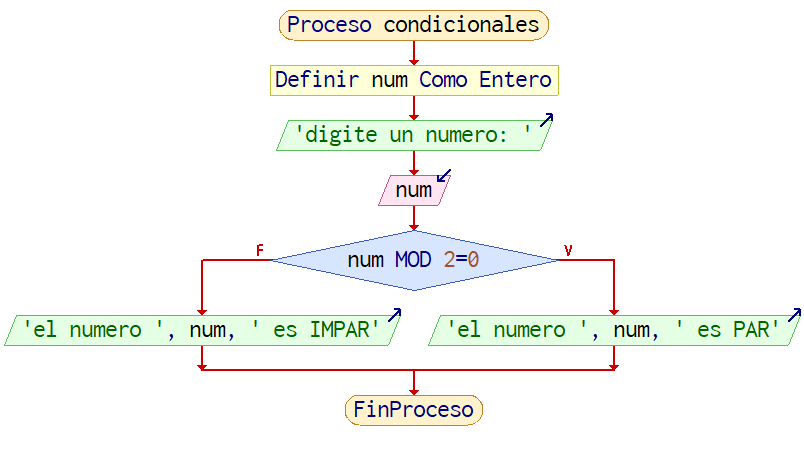 Proceso condicionales
Definir num Como Entero
'digite un numero: '
num
num MOD 2=0
F
V
'el numero ', num, ' es IMPAR'
'el numero ', num, ' es PAR'
FinProceso